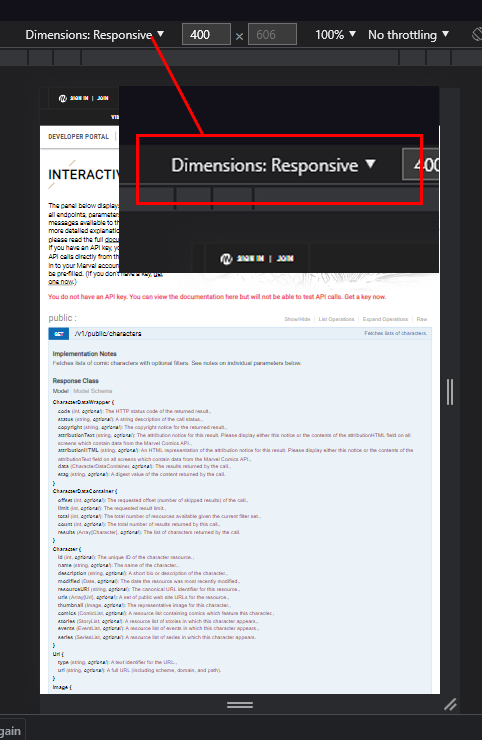 Dimensions: Responsive ▼ 400 × 606 100% ▼ No throttling ▼
SIGN IN | JOIN
DEVELOPER PORTAL |
Dimensions: Responsive ▼ 400
SIGN IN | JOIN
INTERACTIV
The panel below displays
all endpoints, parameters
messages available to th
more detailed explanatio
please read the full docu
If you have an API key, yo
API calls directly from th
in to your Marvel accoun
be pre-filled. (If you don't have a key, get
one now.)
You do not have an API key. You can view the documentation here but will not be able to test API calls. Get a key now.
public :
Show/Hide | List Operations | Expand Operations | Raw
GET /v1/public/characters Fetches lists of characters.
Implementation Notes
Fetches lists of comic characters with optional filters. See notes on individual parameters below.
Response Class
Model Model Schema
CharacterDataWrapper {
code (int, optional): The HTTP status code of the returned result.,
status (string, optional): A string description of the call status.,
copyright (string, optional): The copyright notice for the returned result.,
attributionText (string, optional): The attribution notice for this result. Please display either this notice or the contents of the attributionHTML field on all
screens which contain data from the Marvel Comics API.,
attributionHTML (string, optional): An HTML representation of the attribution notice for this result. Please display either this notice or the contents of the
attributionText field on all screens which contain data from the Marvel Comics API.,
data (CharacterDataContainer, optional): The results returned by the call.,
etag (string, optional): A digest value of the content returned by the call.
}
CharacterDataContainer {
offset (int, optional): The requested offset (number of skipped results) of the call.,
limit (int, optional): The requested result limit.,
total (int, optional): The total number of resources available given the current filter set.,
count (int, optional): The total number of results returned by this call.,
results (Array[Character], optional): The list of characters returned by the call.
}
Character {
id (int, optional): The unique ID of the character resource.,
name (string, optional): The name of the character.,
description (string, optional): A short bio or description of the character.,
modified (Date, optional): The date the resource was most recently modified.,
resourceURI (string, optional): The canonical URL identifier for this resource.,
urls (Array[Url], optional): A set of public web site URLs for the resource.,
thumbnail (Image, optional): The representative image for this character.,
comics (ComicList, optional): A resource list containing comics which feature this character.,
stories (StoryList, optional): A resource list of stories in which this character appears.,
events (EventList, optional): A resource list of events in which this character appears.,
series (SeriesList, optional): A resource list of series in which this character appears.
}
Url {
type (string, optional): A text identifier for the URL.,
url (string, optional): A full URL (including scheme, domain, and path).
}
Image {
gain